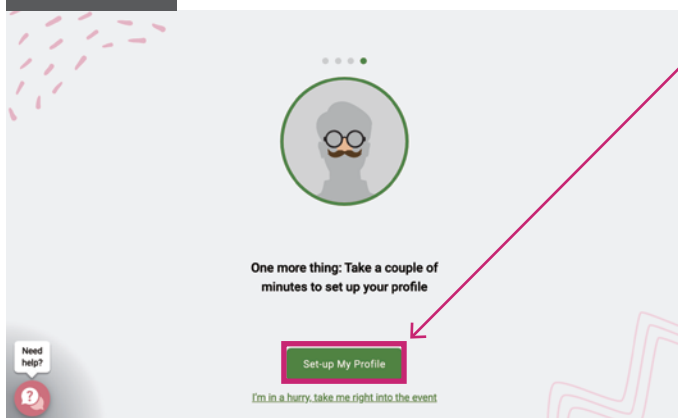 One more thing: Take a couple of
minutes to set up your profile
Set-up My Profile
I'm in a hurry, take me right into the event
Need
help?
?